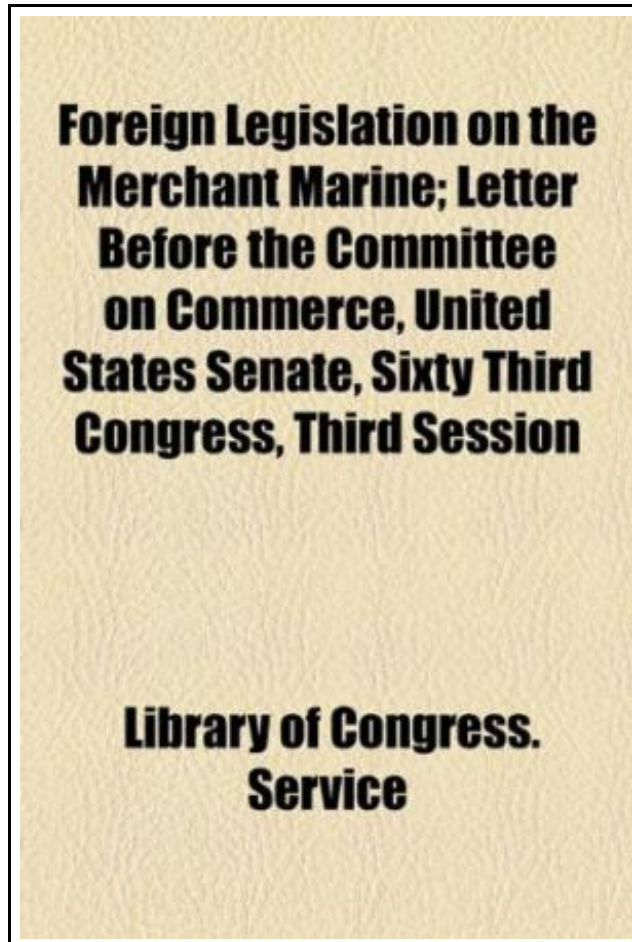 Foreign Legislation on the
Merchant Marine; Letter
Before the Committee
on Commerce, United
States Senate, Sixty Third
Congress, Third Session
Library of Congress.
Service